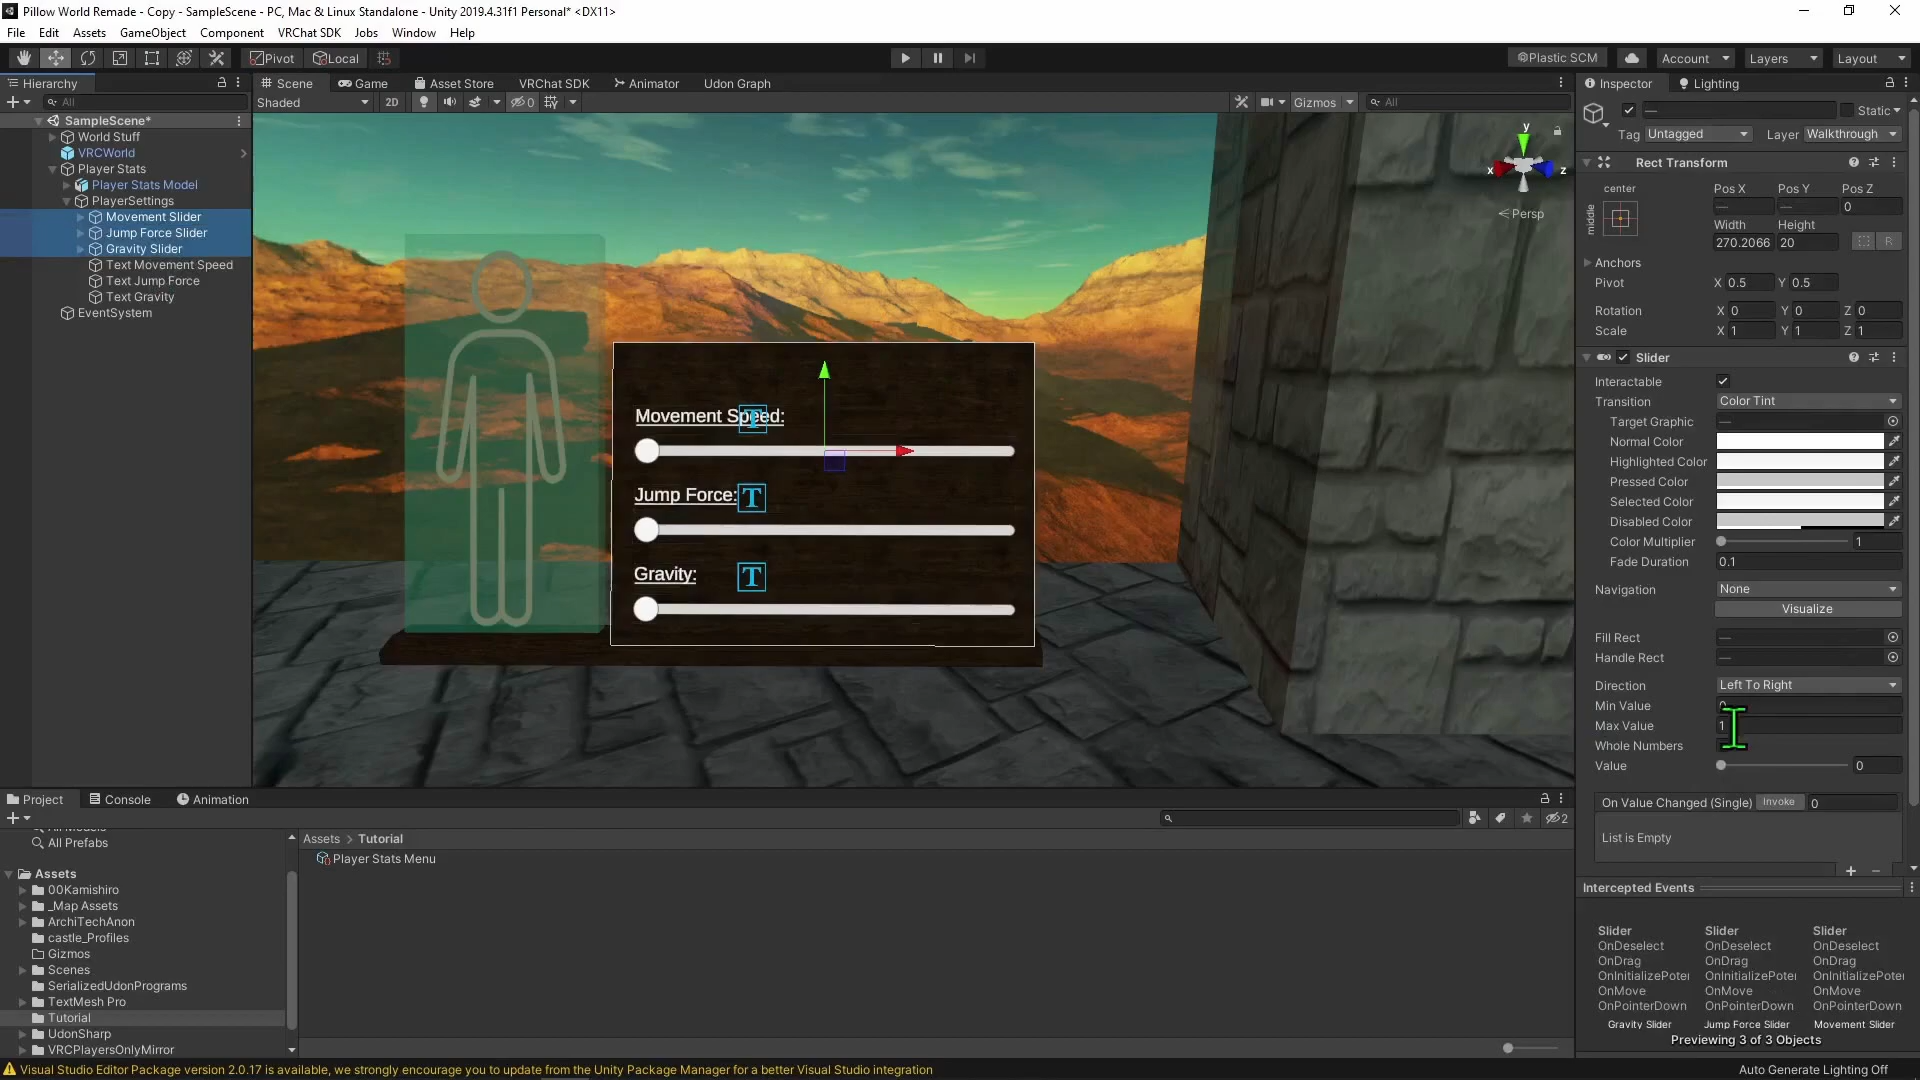 Pillow World Remade - Copy - SampleScene - PC, Mac & Linux Standalone - Unity 2019.4.31f1 Personal* <DX11>
File Edit Assets GameObject Component VRChat SDK Jobs Window Help
Pivot Local Plastic SCM Account Layers Layout
Hierarchy Scene Game Asset Store VRChat SDK Animator Udon Graph Inspector Lighting
All Shaded 2D 0 Gizmos All Static
SampleScene*
World Stuff
VRCWorld
Player Stats
Player Stats Model
PlayerSettings
Movement Slider
Jump Force Slider
Gravity Slider
Text Movement Speed
Text Jump Force
Text Gravity
EventSystem
y
x z
Persp
Movement Speed:
T
Jump Force:
T
Gravity:
T
—
Tag Untagged Layer Walkthrough
Rect Transform
center Pos X Pos Y Pos Z
middle — — 0
Width Height
270.2066 20 R
Anchors
Pivot X 0.5 Y 0.5
Rotation X 0 Y 0 Z 0
Scale X 1 Y 1 Z 1
Slider
Interactable
Transition Color Tint
Target Graphic —
Normal Color
Highlighted Color
Pressed Color
Selected Color
Disabled Color
Color Multiplier 1
Fade Duration 0.1
Navigation None
Visualize
Fill Rect —
Handle Rect —
Direction Left To Right
Min Value 0
Max Value 1
Whole Numbers
Value 0
On Value Changed (Single) Invoke 0
List is Empty
Intercepted Events
Slider Slider Slider
OnDeselect OnDeselect OnDeselect
OnDrag OnDrag OnDrag
OnInitializePoter OnInitializePoter OnInitializePoter
OnMove OnMove OnMove
OnPointerDown OnPointerDown OnPointerDown
Gravity Slider Jump Force Slider Movement Slider
Previewing 3 of 3 Objects
Project Console Animation
2
All Models
All Prefabs
Assets
00Kamishiro
_Map Assets
ArchiTechAnon
castle_Profiles
Gizmos
Scenes
SerializedUdonPrograms
TextMesh Pro
Tutorial
UdonSharp
VRCPlayersOnlyMirror
Assets > Tutorial
Player Stats Menu
Visual Studio Editor Package version 2.0.17 is available, we strongly encourage you to update from the Unity Package Manager for a better Visual Studio integration
Auto Generate Lighting Off